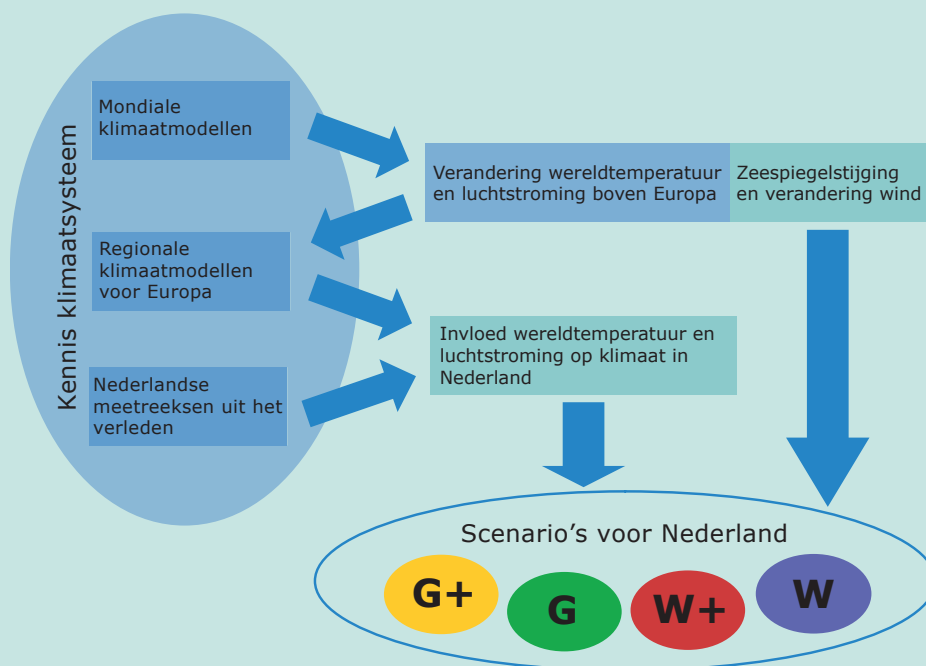 Kennis klimaatsysteem
Mondiale
klimaatmodellen
Verandering wereldtemperatuur
en luchtstroming boven Europa
Zeespiegelstijging
en verandering wind
Regionale
klimaatmodellen
voor Europa
Invloed wereldtemperatuur en
luchtstroming op klimaat in
Nederland
Nederlandse
meetreeksen uit het
verleden
Scenario's voor Nederland
G+
G
W+
W